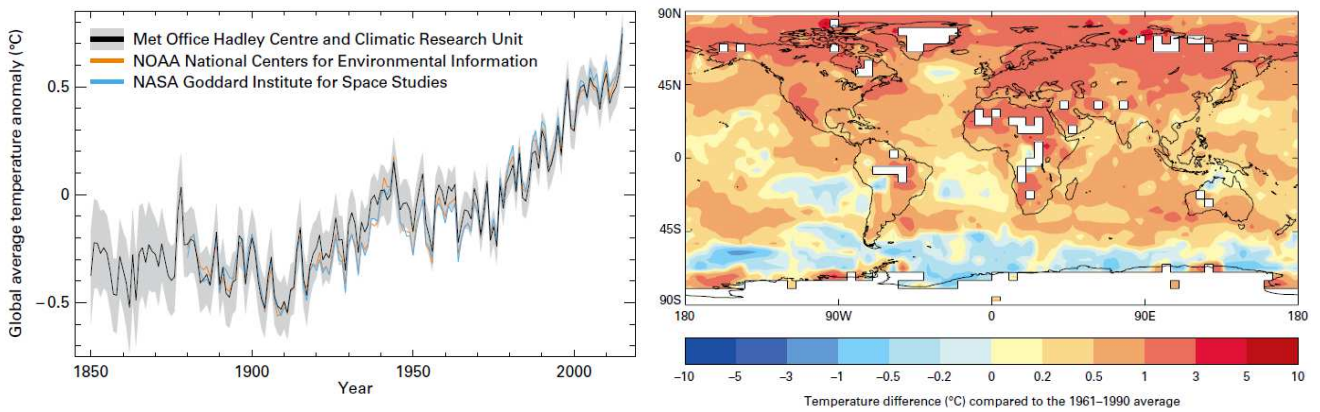 Global average temperature anomaly (°C)
Met Office Hadley Centre and Climatic Research Unit
NOAA National Centers for Environmental Information
NASA Goddard Institute for Space Studies
0.5
0
−0.5
1850
1900
1950
2000
Year
90N
45N
0
45S
90S
180
90W
0
90E
180
−10 −5 −3 −1 −0.5 −0.2 0 0.2 0.5 1 3 5 10
Temperature difference (°C) compared to the 1961–1990 average